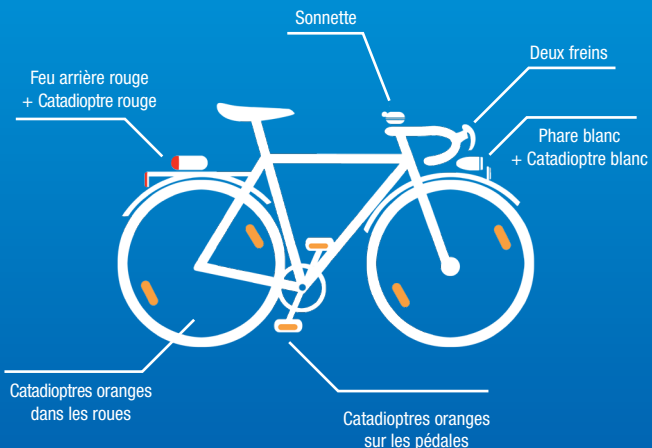 Sonnette
Deux freins
Feu arrière rouge
+ Catadioptre rouge
Phare blanc
+ Catadioptre blanc
Catadioptres oranges
dans les roues
Catadioptres oranges
sur les pédales